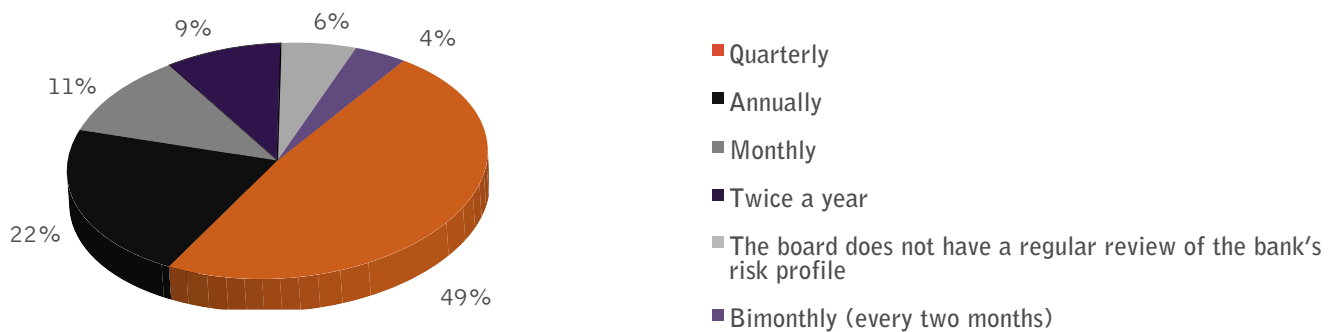 6%
9%
4%
11%
22%
49%
Quarterly
Annually
Monthly
Twice a year
The board does not have a regular review of the bank's
risk profile
Bimonthly (every two months)